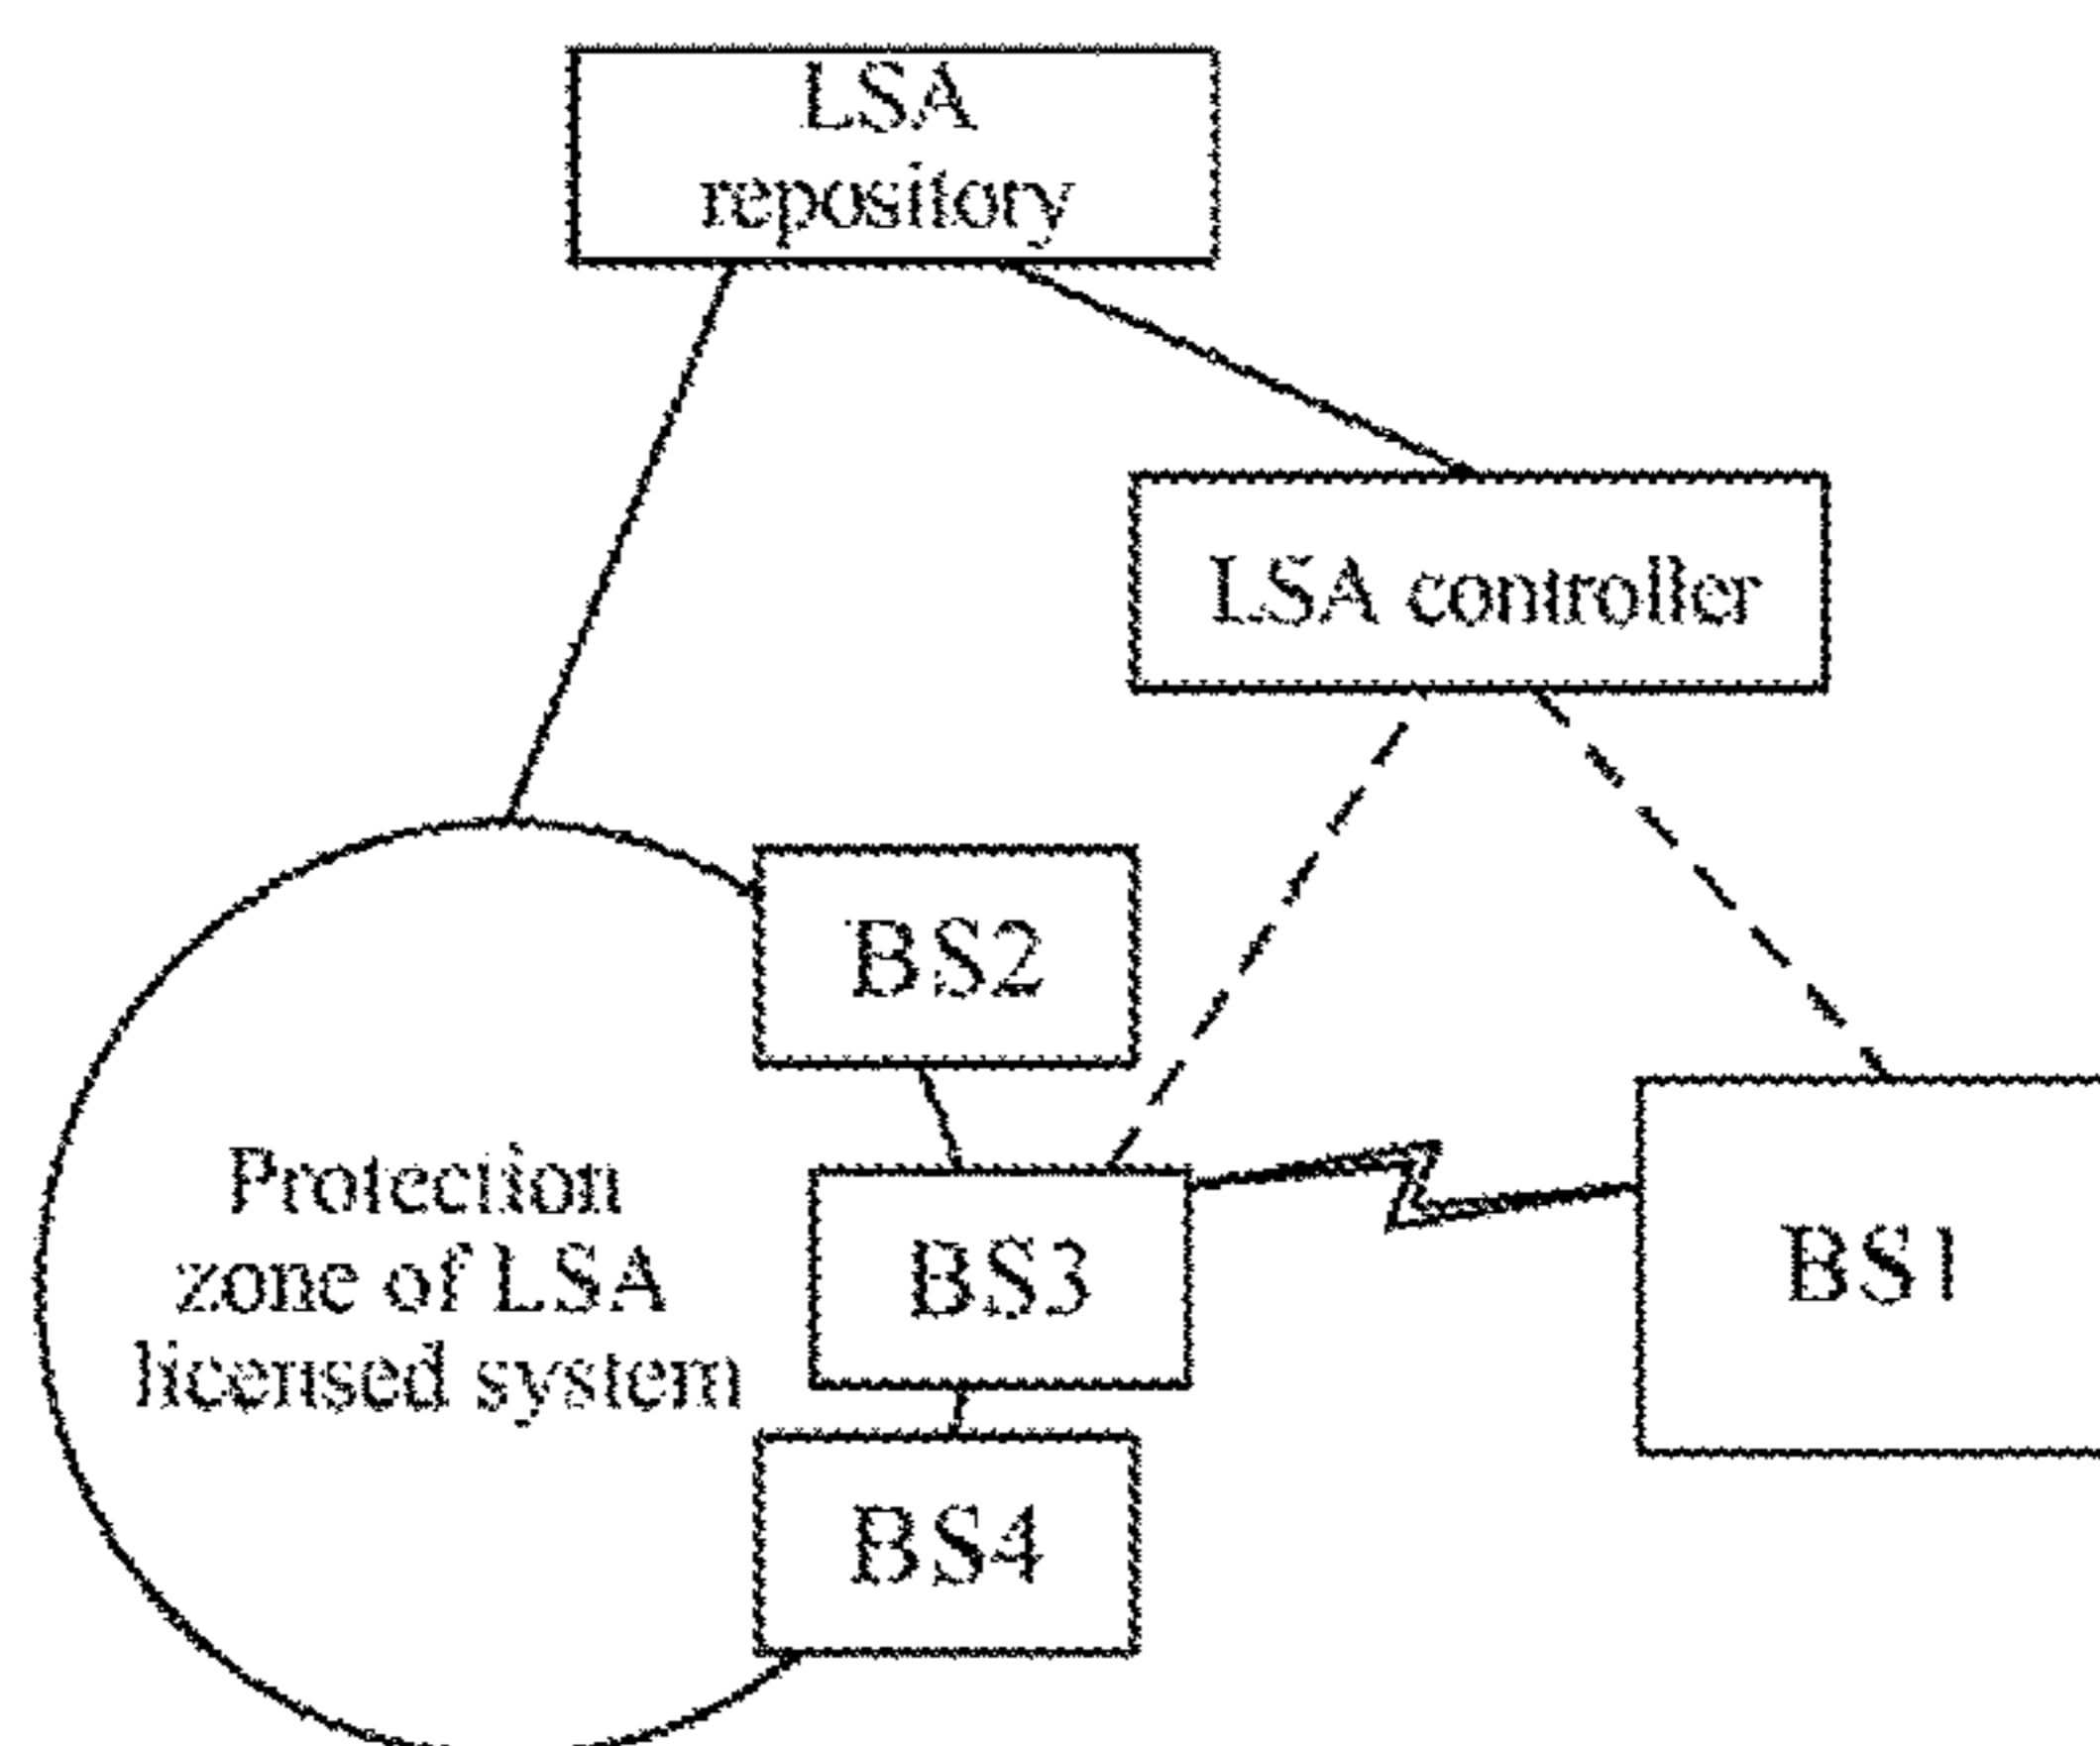 LSA
repository
LSA controller
BS2
Protection
zone of LSA
licensed system
BS3
BS1
BS4